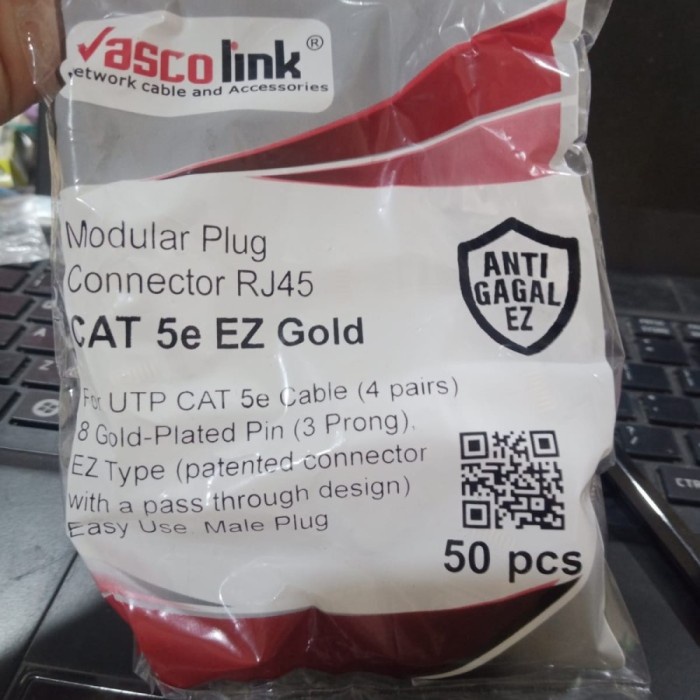 Vascolink®
etwork cable and Accessories
Modular Plug
Connector RJ45
CAT 5e EZ Gold
ANTI
GAGAL
EZ
For UTP CAT 5e Cable (4 pairs)
8 Gold-Plated Pin (3 Prong).
EZ Type (patented connector
with a pass through design)
Easy Use. Male Plug
50 pcs
CTR